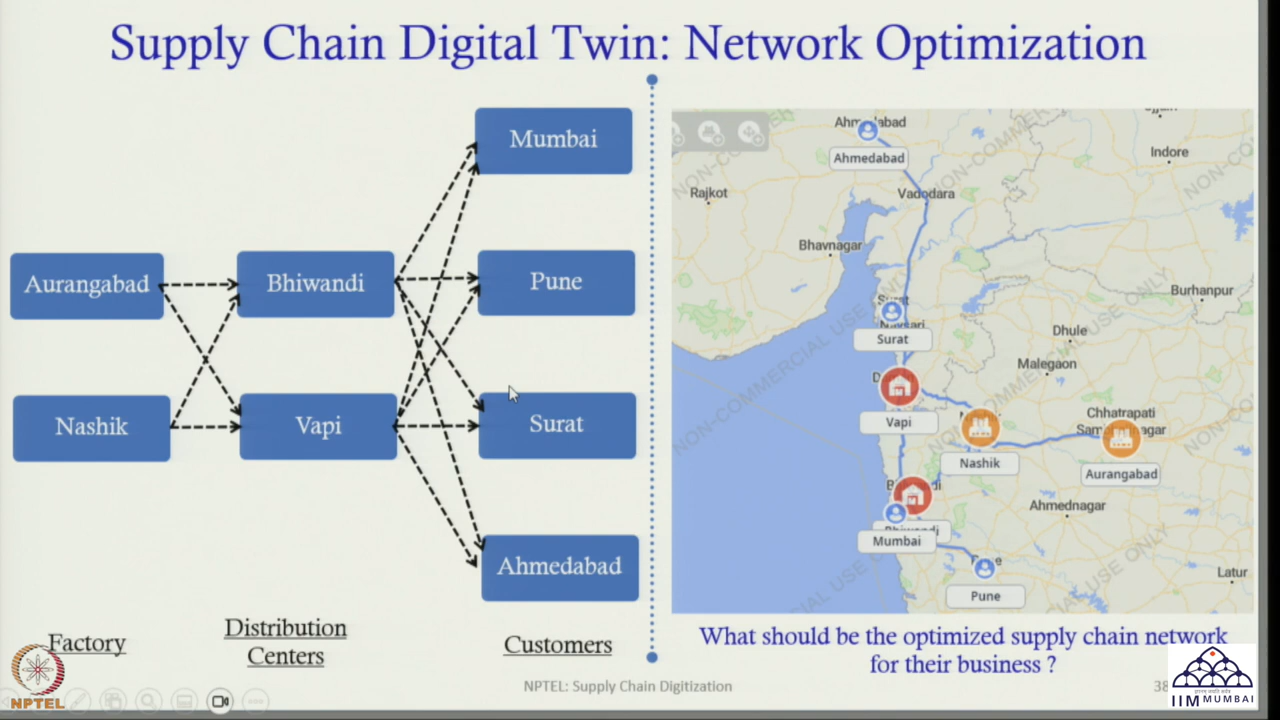 Supply Chain Digital Twin: Network Optimization
Mumbai
Aurangabad
Bhiwandi
Pune
Nashik
Vapi
Surat
Ahmedabad
Factory
Distribution
Centers
Customers
Ahmedabad
Indore
Rajkot
Vadodara
Bhavnagar
Burhanpur
Surat
Dhule
Malegaon
Vapi
Chhatrapati
Nashik
Aurangabad
Ahmednagar
Bhiwandi
Mumbai
Latur
Pune
NON-COMMERCIAL USE ONLY
What should be the optimized supply chain network
for their business ?
NPTEL: Supply Chain Digitization
38
NPTEL
IIM MUMBAI